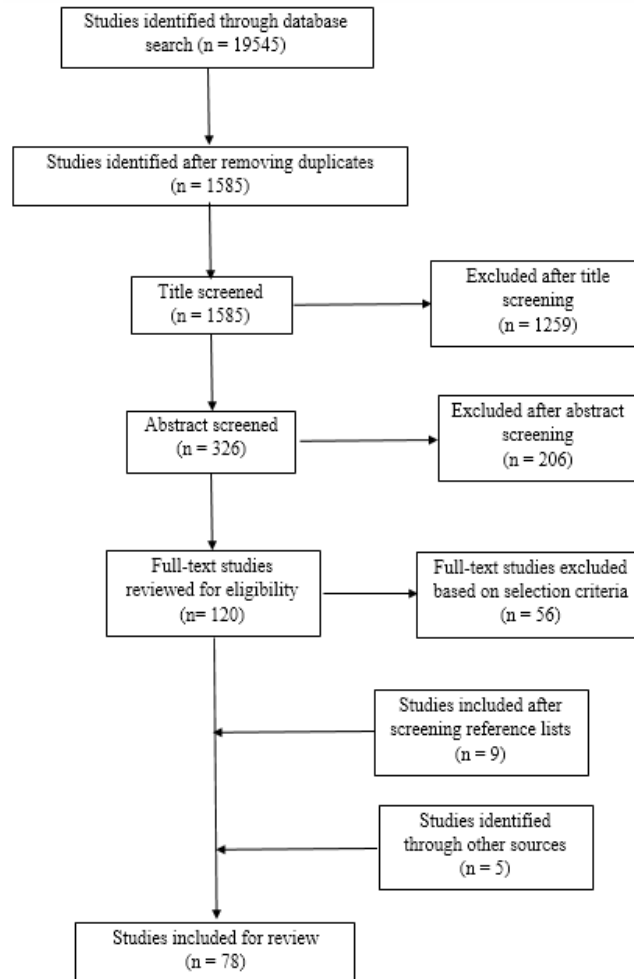 Studies identified through database
search (n = 19545)
Studies identified after removing duplicates
(n = 1585)
Title screened
(n = 1585)
Excluded after title
screening
(n = 1259)
Abstract screened
(n = 326)
Excluded after abstract
screening
(n = 206)
Full-text studies
reviewed for eligibility
(n= 120)
Full-text studies excluded
based on selection criteria
(n = 56)
Studies included after
screening reference lists
(n = 9)
Studies identified
through other sources
(n = 5)
Studies included for review
(n = 78)